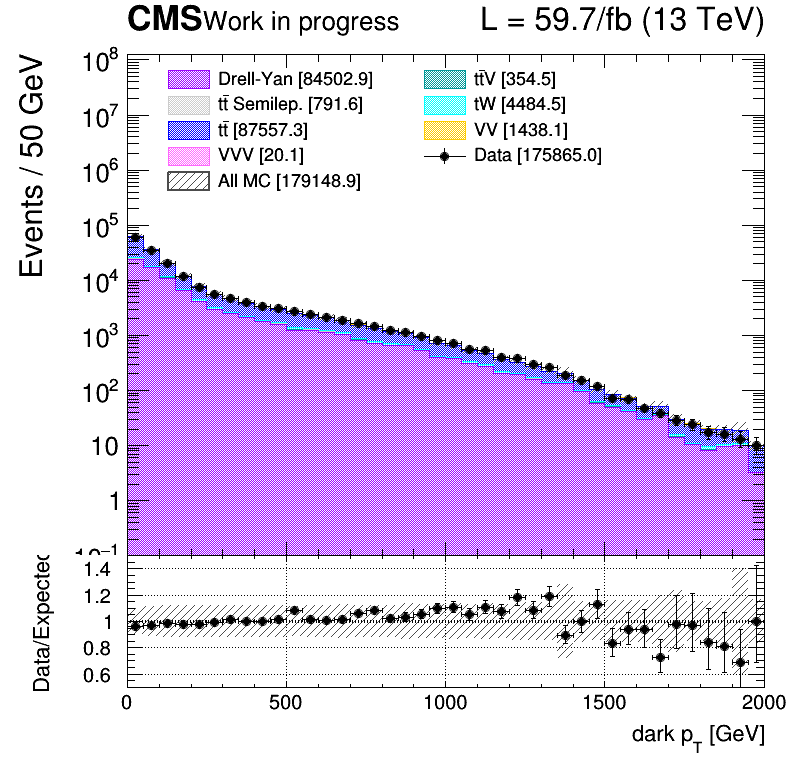 CMS Work in progress L = 59.7/fb (13 TeV)
Events / 50 GeV
10⁸
10⁷
10⁶
10⁵
10⁴
10³
10²
10
1
10⁻¹
Drell-Yan [84502.9]
tt̄ Semilep. [791.6]
tt̄ [87557.3]
VVV [20.1]
All MC [179148.9]
tt̄V [354.5]
tW [4484.5]
VV [1438.1]
Data [175865.0]
Data/Expected
1.4
1.2
1
0.8
0.6
0 500 1000 1500 2000
dark p_T [GeV]